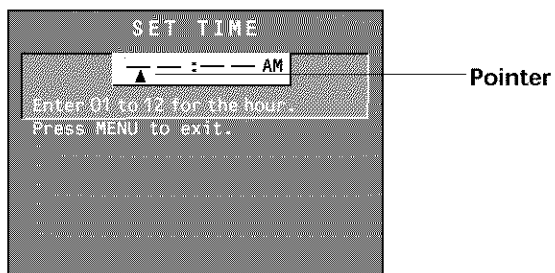 SET TIME
— — : — — AM
Pointer
Enter 01 to 12 for the hour.
Press MENU to exit.